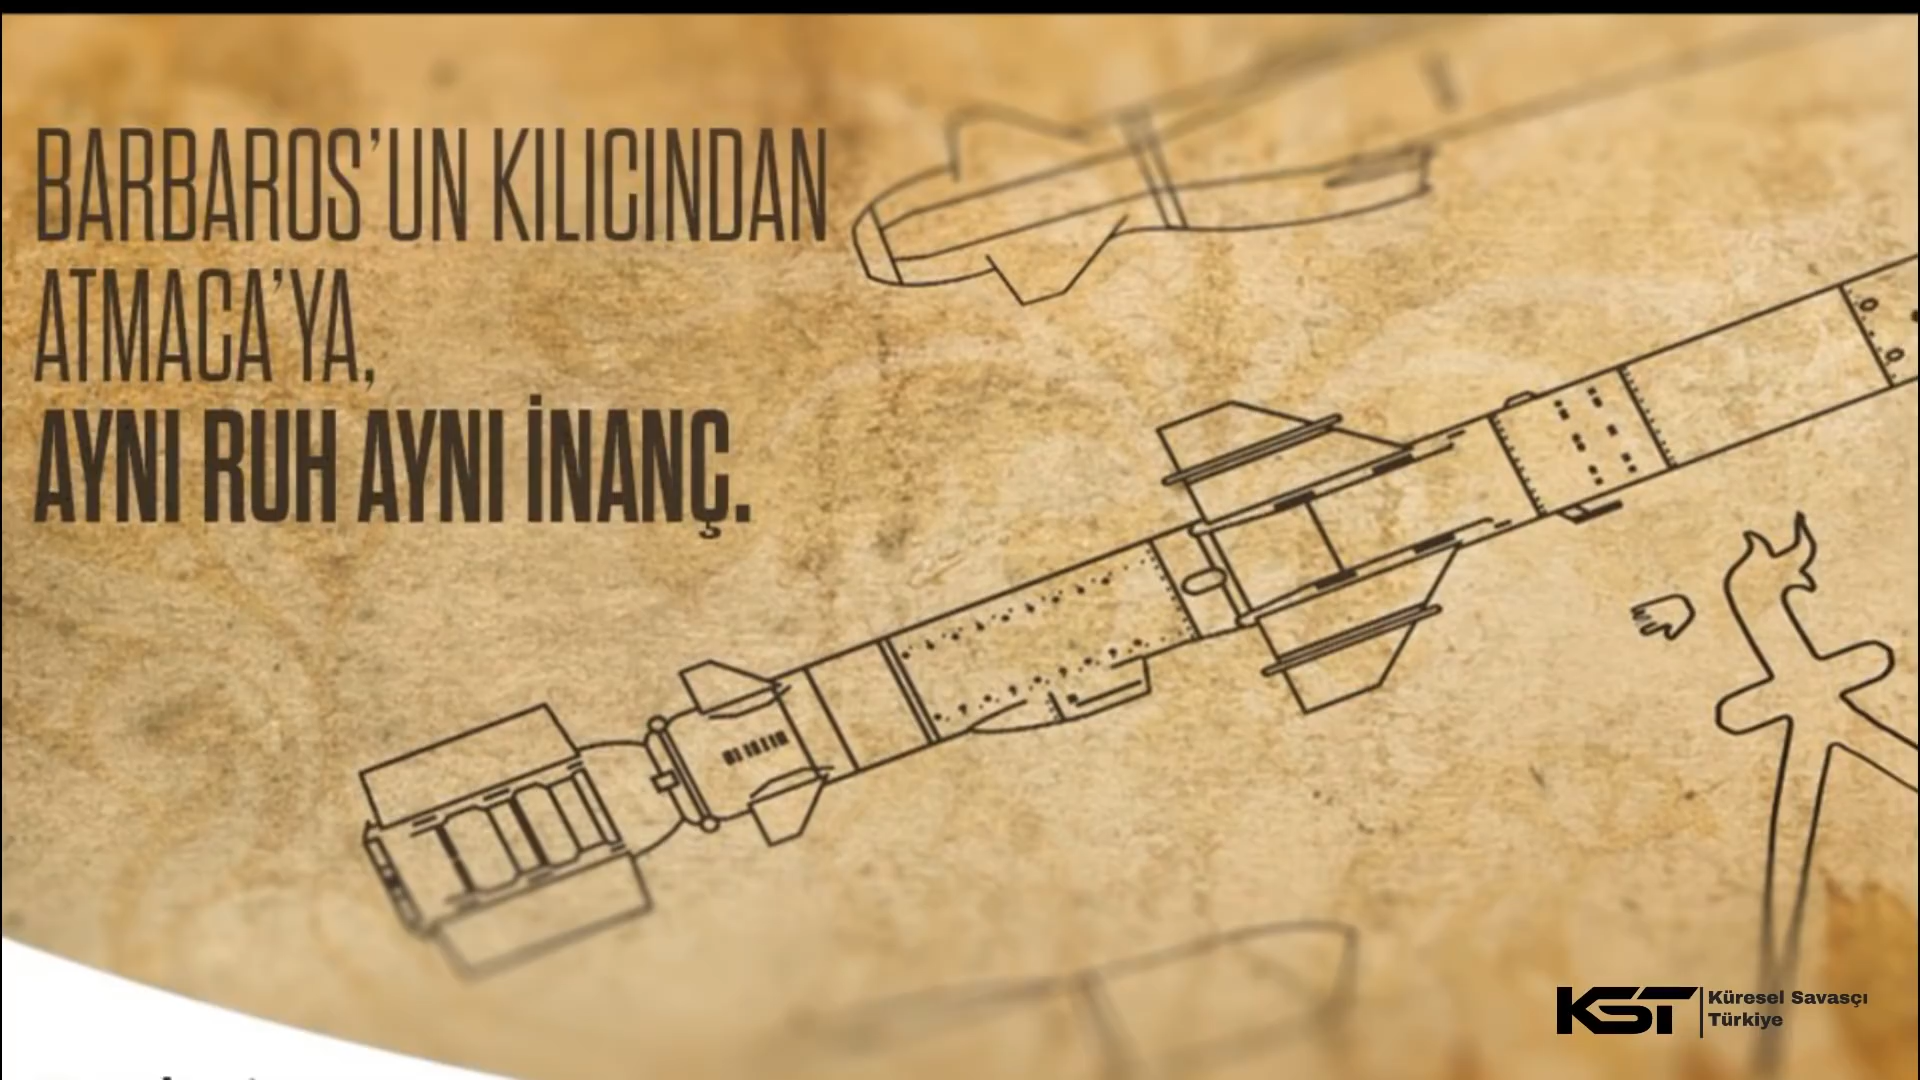 BARBAROS’UN KILICINDAN
ATMACA’YA,
AYNI RUH AYNI İNANÇ.
KST
Küresel Savaşçı
Türkiye